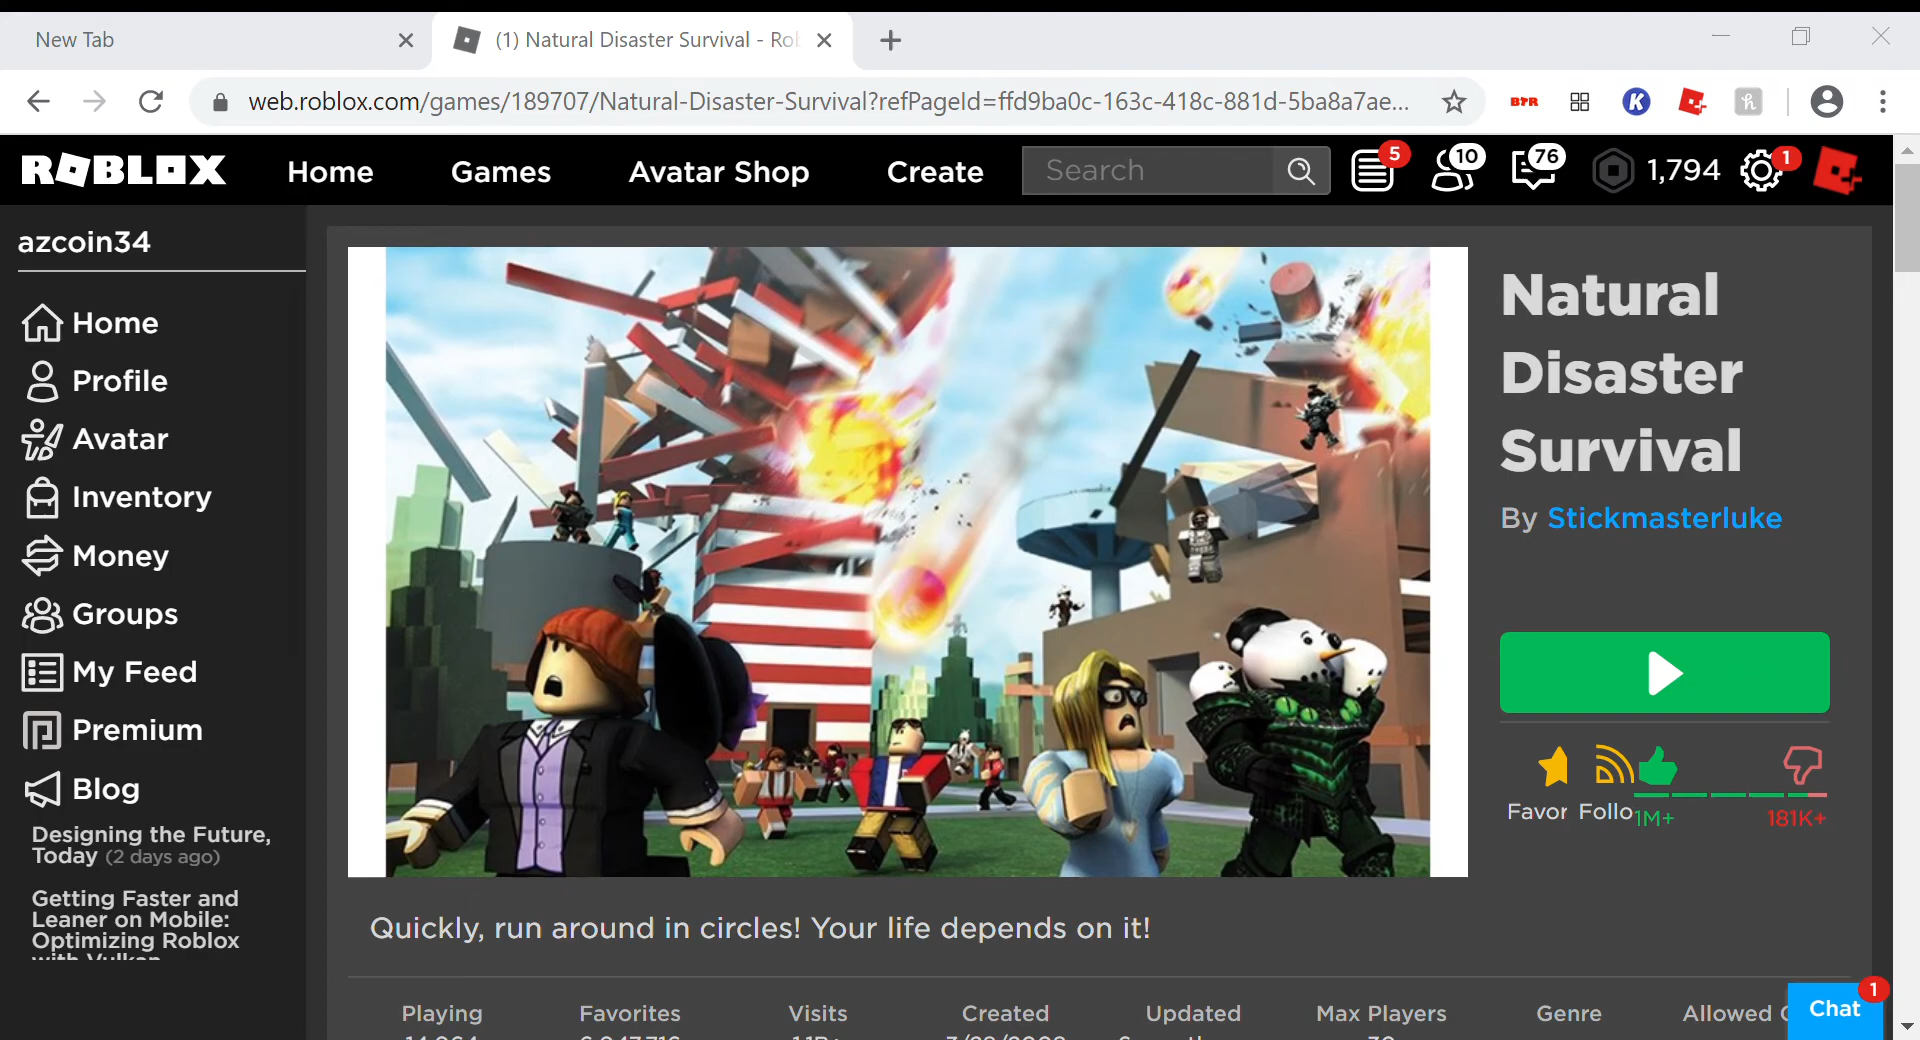 New Tab
(1) Natural Disaster Survival - Ro
web.roblox.com/games/189707/Natural-Disaster-Survival?refPageId=ffd9ba0c-163c-418c-881d-5ba8a7ae...
BTR
K
h
ROBLOX
Home
Games
Avatar Shop
Create
Search
5
10
76
1,794
1
azcoin34
Home
Profile
Avatar
Inventory
Money
Groups
My Feed
Premium
Blog
Designing the Future,
Today (2 days ago)
Getting Faster and
Leaner on Mobile:
Optimizing Roblox
with Vulkan
Natural
Disaster
Survival
By Stickmasterluke
Favor
Follo
1M+
181K+
Quickly, run around in circles! Your life depends on it!
Playing
Favorites
Visits
Created
Updated
Max Players
Genre
Allowed
Chat
1